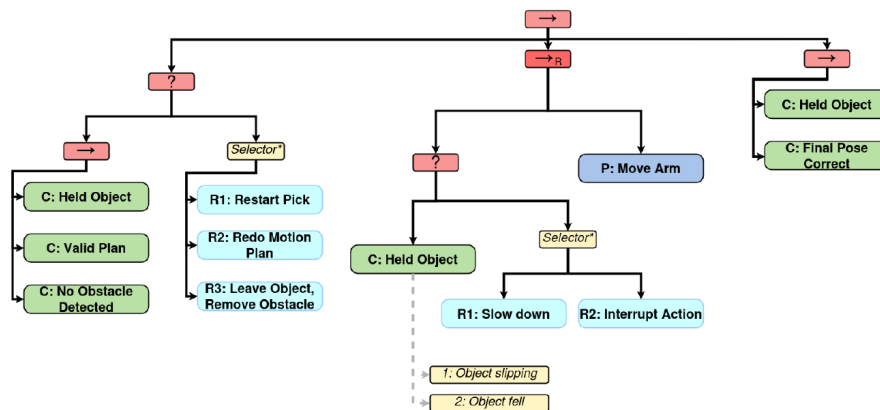 →
?
→R
→
→
Selector*
C: Held Object
C: Valid Plan
C: No Obstacle
Detected
R1: Restart Pick
R2: Redo Motion
Plan
R3: Leave Object,
Remove Obstacle
?
P: Move Arm
C: Held Object
Selector*
R1: Slow down
R2: Interrupt Action
1: Object slipping
2: Object fell
C: Held Object
C: Final Pose
Correct